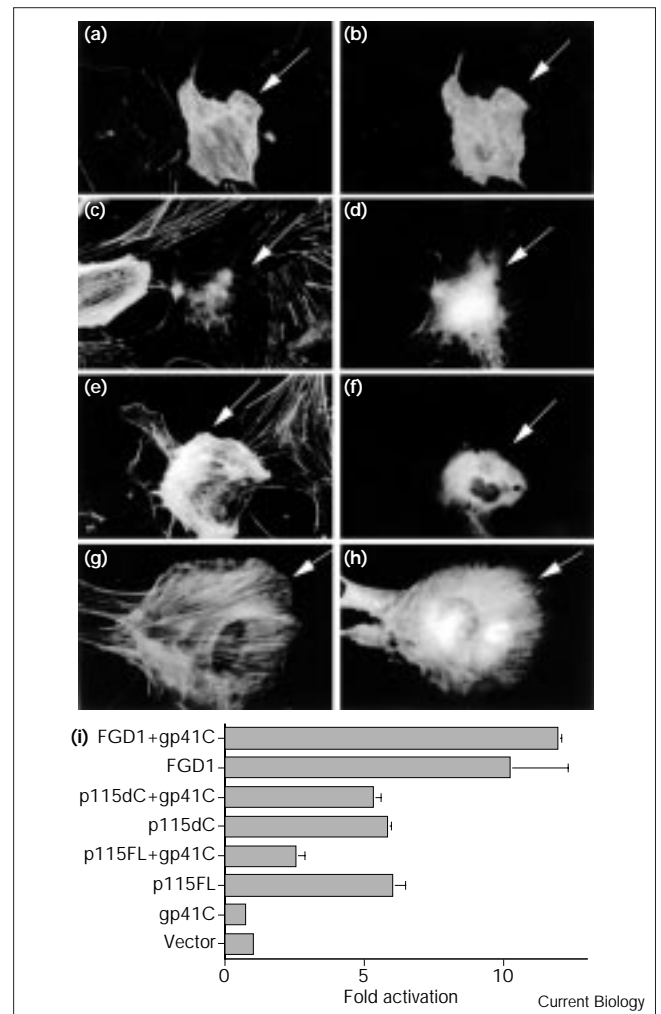 (a)
(b)
(c)
(d)
(e)
(f)
(g)
(h)
(i)
FGD1+gp41C
FGD1
p115dC+gp41C
p115dC
p115FL+gp41C
p115FL
gp41C
Vector
0
5
10
Fold activation
Current Biology